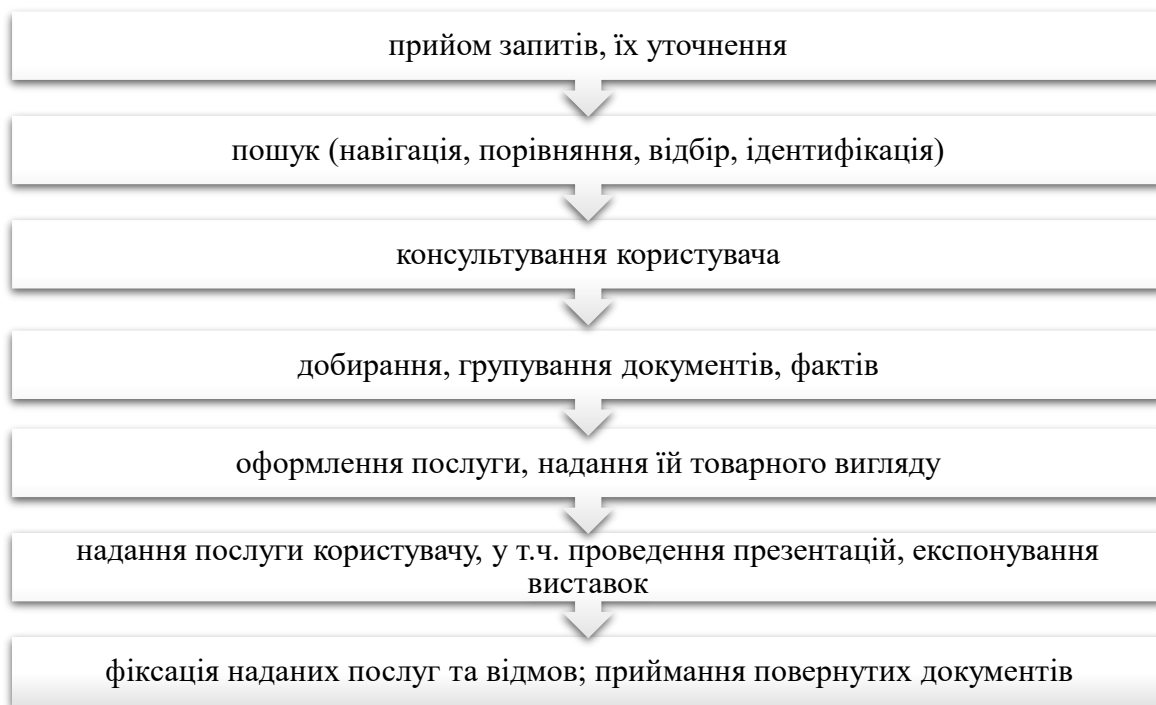 прийом запитів, їх уточнення
пошук (навігація, порівняння, відбір, ідентифікація)
консультування користувача
добирання, групування документів, фактів
оформлення послуги, надання їй товарного вигляду
надання послуги користувачу, у т.ч. проведення презентацій, експонування
виставок
фіксація наданих послуг та відмов; приймання повернутих документів